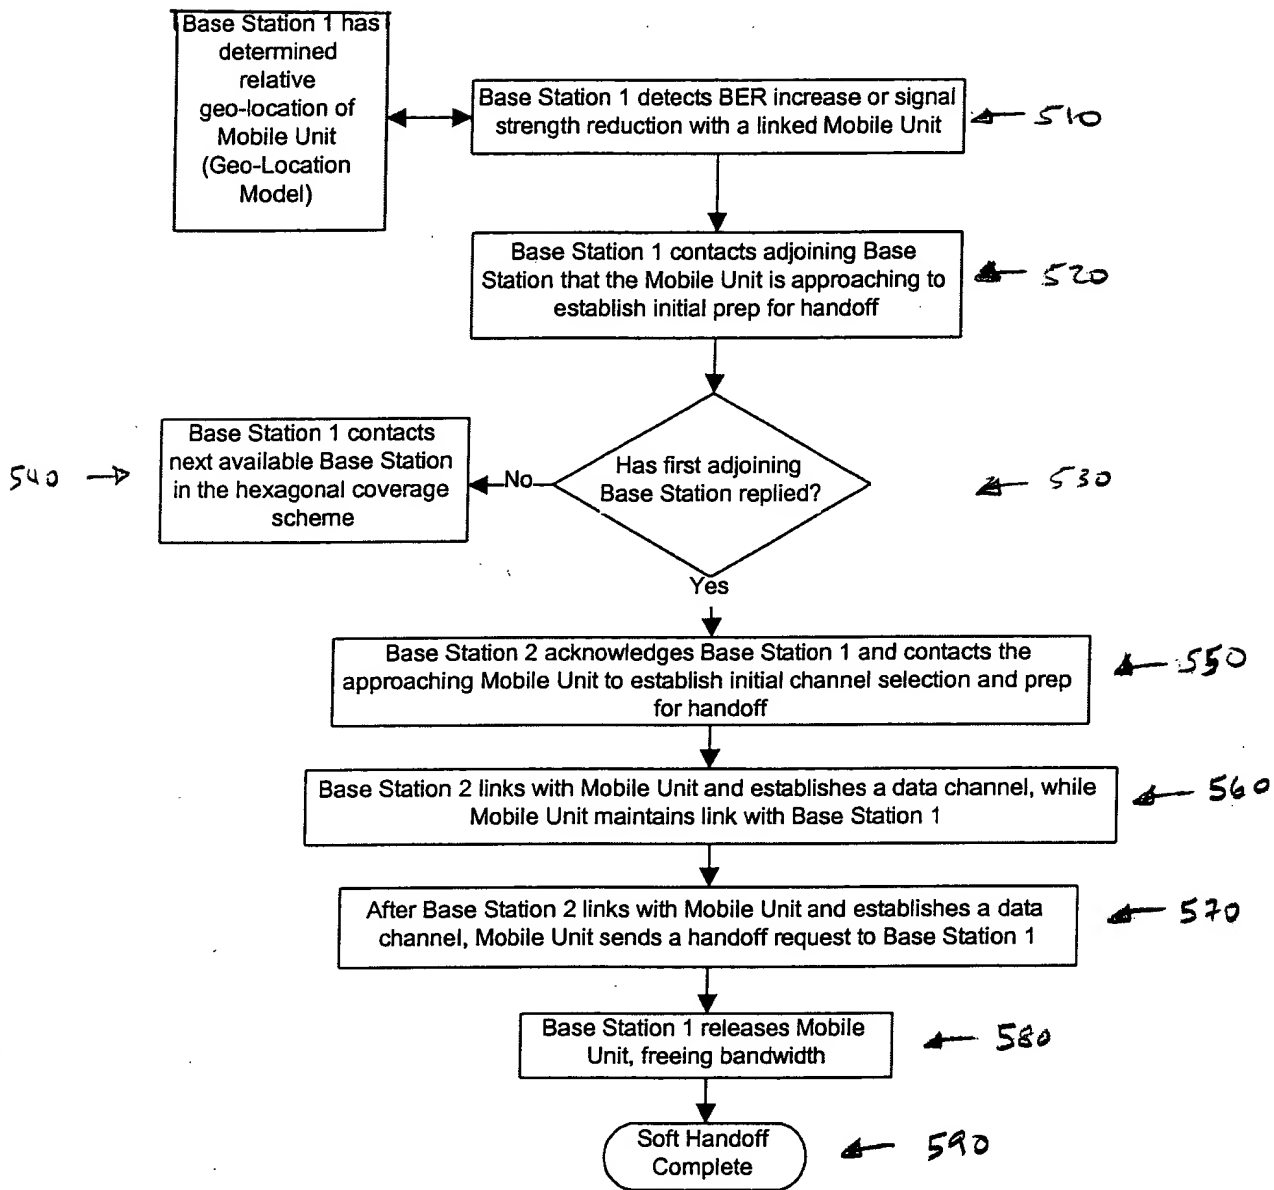 Base Station 1 has
determined
relative
geo-location of
Mobile Unit
(Geo-Location
Model)
Base Station 1 detects BER increase or signal
strength reduction with a linked Mobile Unit
510
Base Station 1 contacts adjoining Base
Station that the Mobile Unit is approaching to
establish initial prep for handoff
520
Has first adjoining
Base Station replied?
530
No
Base Station 1 contacts
next available Base Station
in the hexagonal coverage
scheme
540
Yes
Base Station 2 acknowledges Base Station 1 and contacts the
approaching Mobile Unit to establish initial channel selection and prep
for handoff
550
Base Station 2 links with Mobile Unit and establishes a data channel, while
Mobile Unit maintains link with Base Station 1
560
After Base Station 2 links with Mobile Unit and establishes a data
channel, Mobile Unit sends a handoff request to Base Station 1
570
Base Station 1 releases Mobile
Unit, freeing bandwidth
580
Soft Handoff
Complete
590